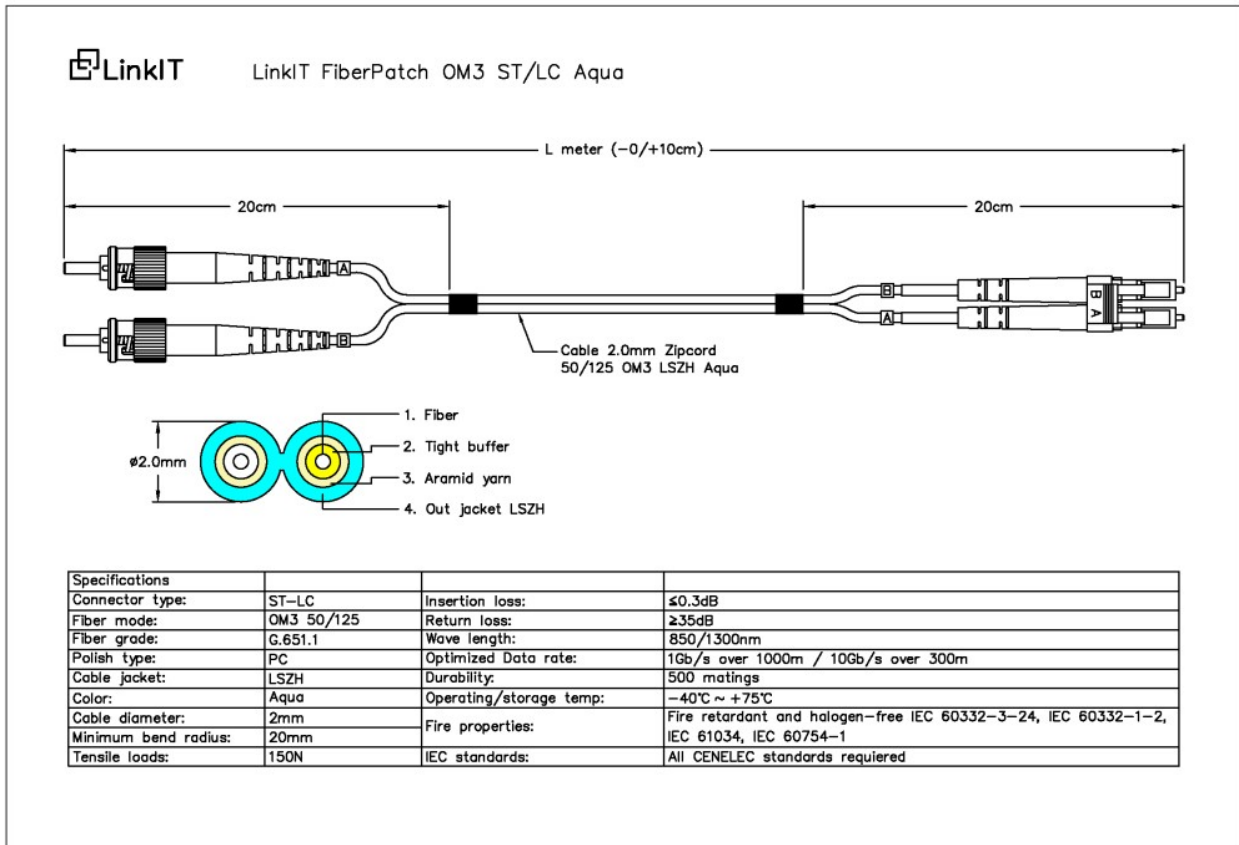 LinkIT
LinkIT FiberPatch OM3 ST/LC Aqua
L meter (-0/+10cm)
20cm
20cm
A
B
B
A
B
A
Cable 2.0mm Zipcord
50/125 OM3 LSZH Aqua
ø2.0mm
1. Fiber
2. Tight buffer
3. Aramid yarn
4. Out jacket LSZH
Specifications
Connector type: ST-LC Insertion loss: ≤0.3dB
Fiber mode: OM3 50/125 Return loss: ≥35dB
Fiber grade: G.651.1 Wave length: 850/1300nm
Polish type: PC Optimized Data rate: 1Gb/s over 1000m / 10Gb/s over 300m
Cable jacket: LSZH Durability: 500 matings
Color: Aqua Operating/storage temp: -40℃ ~ +75℃
Cable diameter: 2mm Fire properties: Fire retardant and halogen-free IEC 60332-3-24, IEC 60332-1-2,
Minimum bend radius: 20mm IEC 61034, IEC 60754-1
Tensile loads: 150N IEC standards: All CENELEC standards requiered